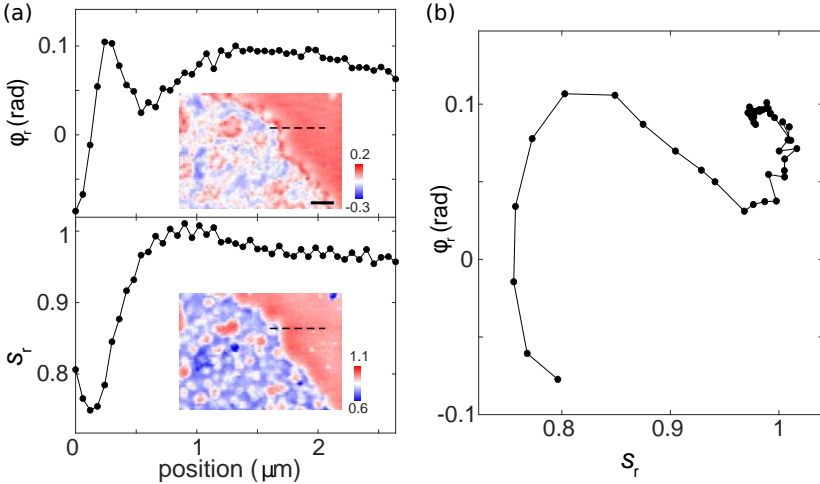 (a)
φr (rad)
0.1
0
0.2
-0.3
Sr
1
0.9
0.8
1.1
0.6
0
1
2
position (μm)
(b)
φr (rad)
0.1
0
-0.1
0.8
0.9
1
Sr